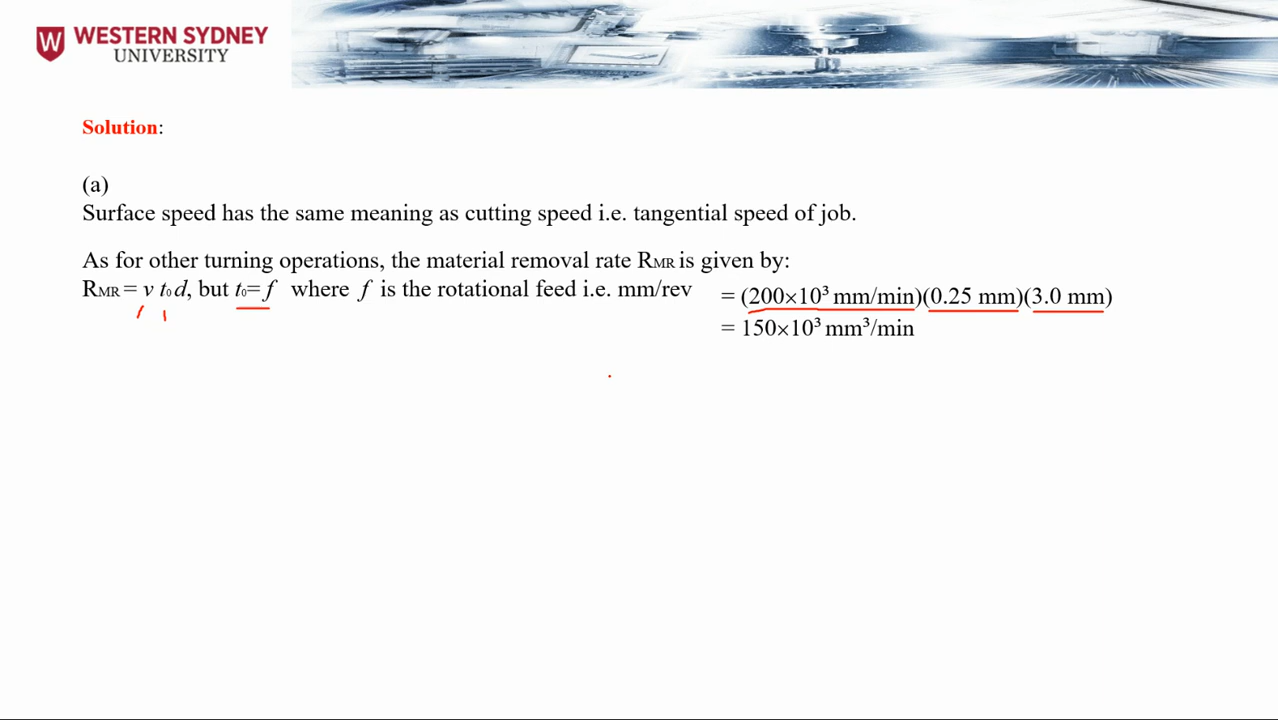 WESTERN SYDNEY
UNIVERSITY
Solution:
(a)
Surface speed has the same meaning as cutting speed i.e. tangential speed of job.
As for other turning operations, the material removal rate RMR is given by:
RMR = v t₀ d, but t₀= f where f is the rotational feed i.e. mm/rev = (200×10³ mm/min)(0.25 mm)(3.0 mm)
= 150×10³ mm³/min